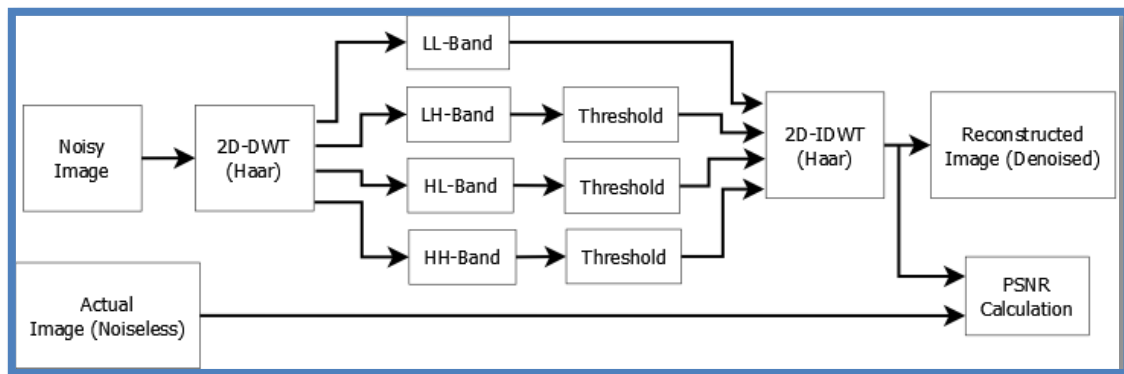 Noisy
Image
2D-DWT
(Haar)
LL-Band
LH-Band
Threshold
HL-Band
Threshold
HH-Band
Threshold
2D-IDWT
(Haar)
Reconstructed
Image (Denoised)
Actual
Image (Noiseless)
PSNR
Calculation